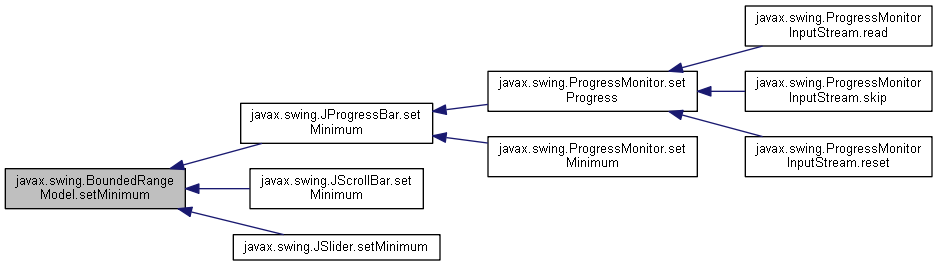 javax.swing.BoundedRange
Model.setMinimum
javax.swing.JProgressBar.set
Minimum
javax.swing.JScrollBar.set
Minimum
javax.swing.JSlider.setMinimum
javax.swing.ProgressMonitor.set
Progress
javax.swing.ProgressMonitor.set
Minimum
javax.swing.ProgressMonitor
InputStream.read
javax.swing.ProgressMonitor
InputStream.skip
javax.swing.ProgressMonitor
InputStream.reset